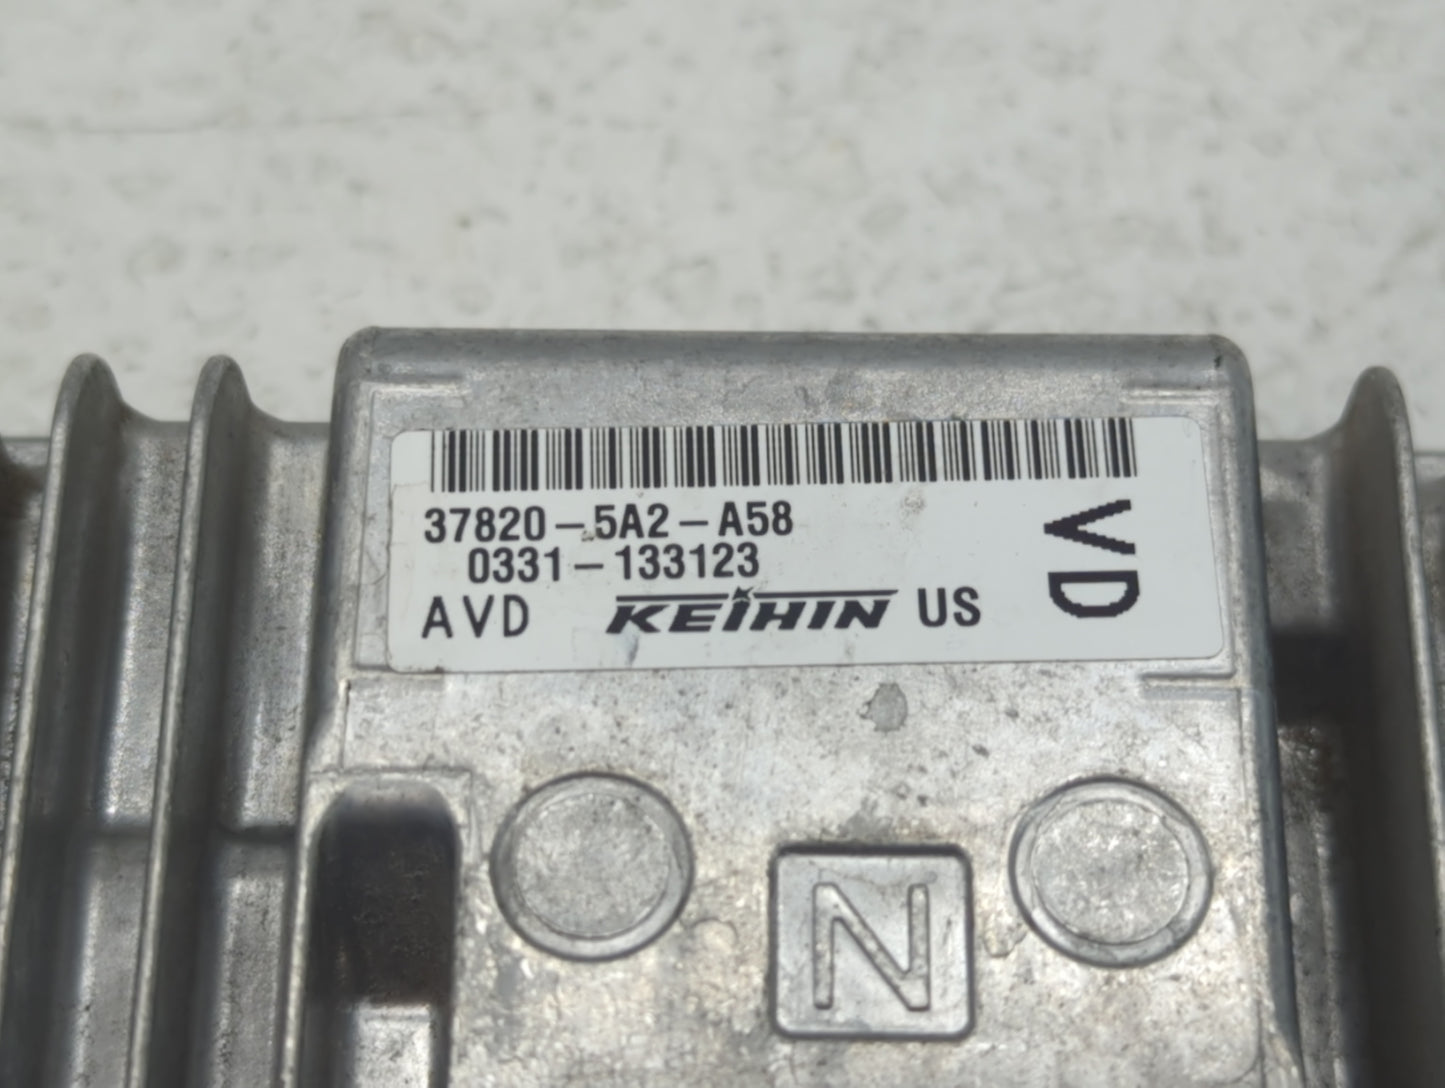 37820-5A2-A58
0331-133123
AVD KEIHIN US
VD
N